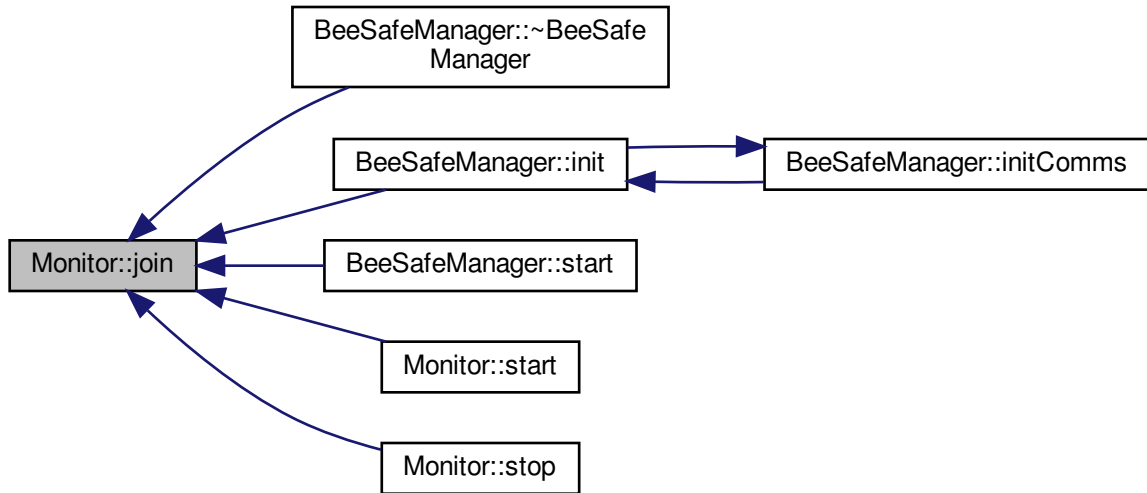 BeeSafeManager::~BeeSafe
Manager
BeeSafeManager::init
BeeSafeManager::initComms
Monitor::join
BeeSafeManager::start
Monitor::start
Monitor::stop